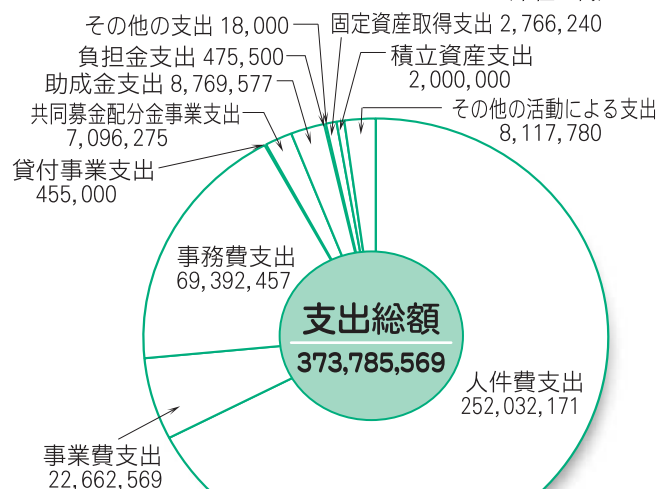 その他の支出 18,000
固定資産取得支出 2,766,240
負担金支出 475,500
積立資産支出
2,000,000
助成金支出 8,769,577
その他の活動による支出
8,117,780
共同募金配分金事業支出
7,096,275
貸付事業支出
455,000
事務費支出
69,392,457
支出総額
373,785,569
人件費支出
252,032,171
事業費支出
22,662,569